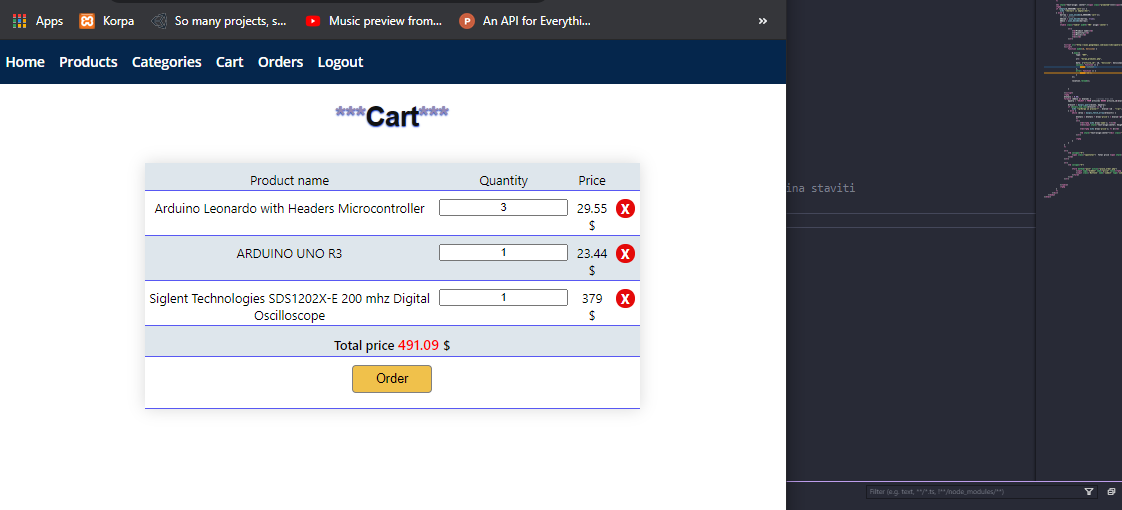 Apps Korpa So many projects, s... Music preview from... P An API for Everythi... »
Home Products Categories Cart Orders Logout
***Cart***
Product name Quantity Price
Arduino Leonardo with Headers Microcontroller 3 29.55 X
$
ARDUINO UNO R3 1 23.44 X
$
Siglent Technologies SDS1202X-E 200 mhz Digital 1 379 X
Oscilloscope $
Total price 491.09 $
Order
ina staviti
Filter (e.g. text, **/*.ts, !**/node_modules/**)